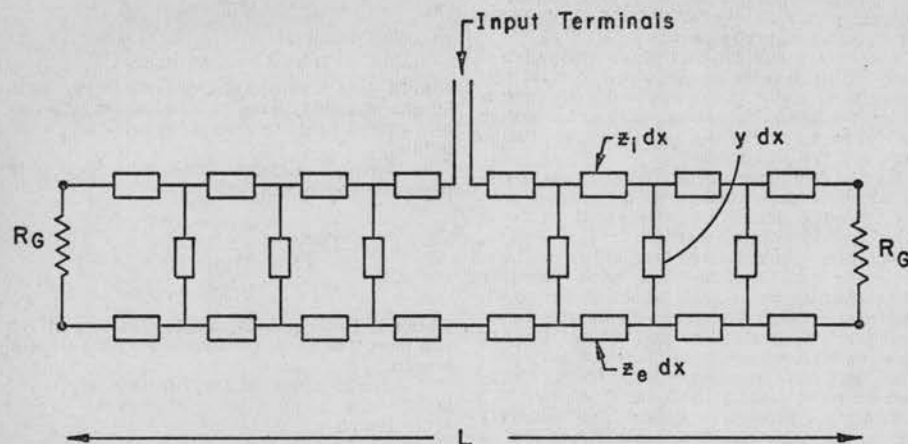 Input Terminals
z_i dx
y dx
R_G
R_G
z_e dx
L